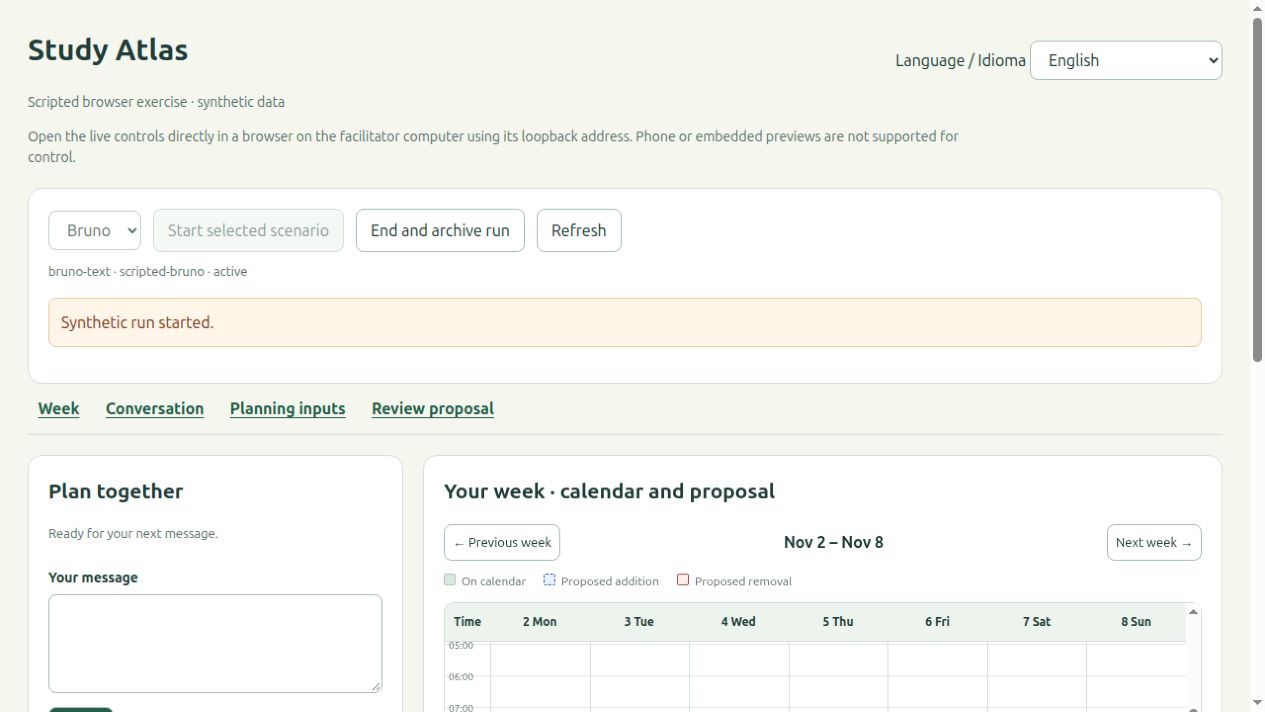 Study Atlas
Language / Idioma English
Scripted browser exercise · synthetic data
Open the live controls directly in a browser on the facilitator computer using its loopback address. Phone or embedded previews are not supported for
control.
Bruno Start selected scenario End and archive run Refresh
bruno-text · scripted-bruno · active
Synthetic run started.
Week Conversation Planning inputs Review proposal
Plan together
Ready for your next message.
Your message
Your week · calendar and proposal
← Previous week Nov 2 – Nov 8 Next week →
On calendar Proposed addition Proposed removal
Time 2 Mon 3 Tue 4 Wed 5 Thu 6 Fri 7 Sat 8 Sun
05:00
06:00
07:00